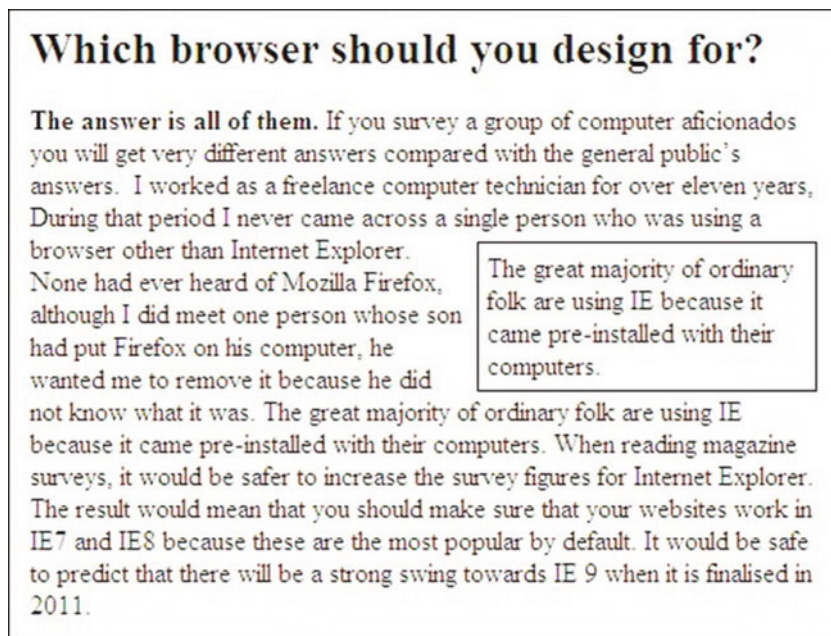 Which browser should you design for?
The answer is all of them. If you survey a group of computer aficionados
you will get very different answers compared with the general public's
answers.  I worked as a freelance computer technician for over eleven years,
During that period I never came across a single person who was using a
browser other than Internet Explorer.
None had ever heard of Mozilla Firefox,
although I did meet one person whose son
had put Firefox on his computer, he
wanted me to remove it because he did
The great majority of ordinary
folk are using IE because it
came pre-installed with their
computers.
not know what it was. The great majority of ordinary folk are using IE
because it came pre-installed with their computers. When reading magazine
surveys, it would be safer to increase the survey figures for Internet Explorer.
The result would mean that you should make sure that your websites work in
IE7 and IE8 because these are the most popular by default. It would be safe
to predict that there will be a strong swing towards IE 9 when it is finalised in
2011.